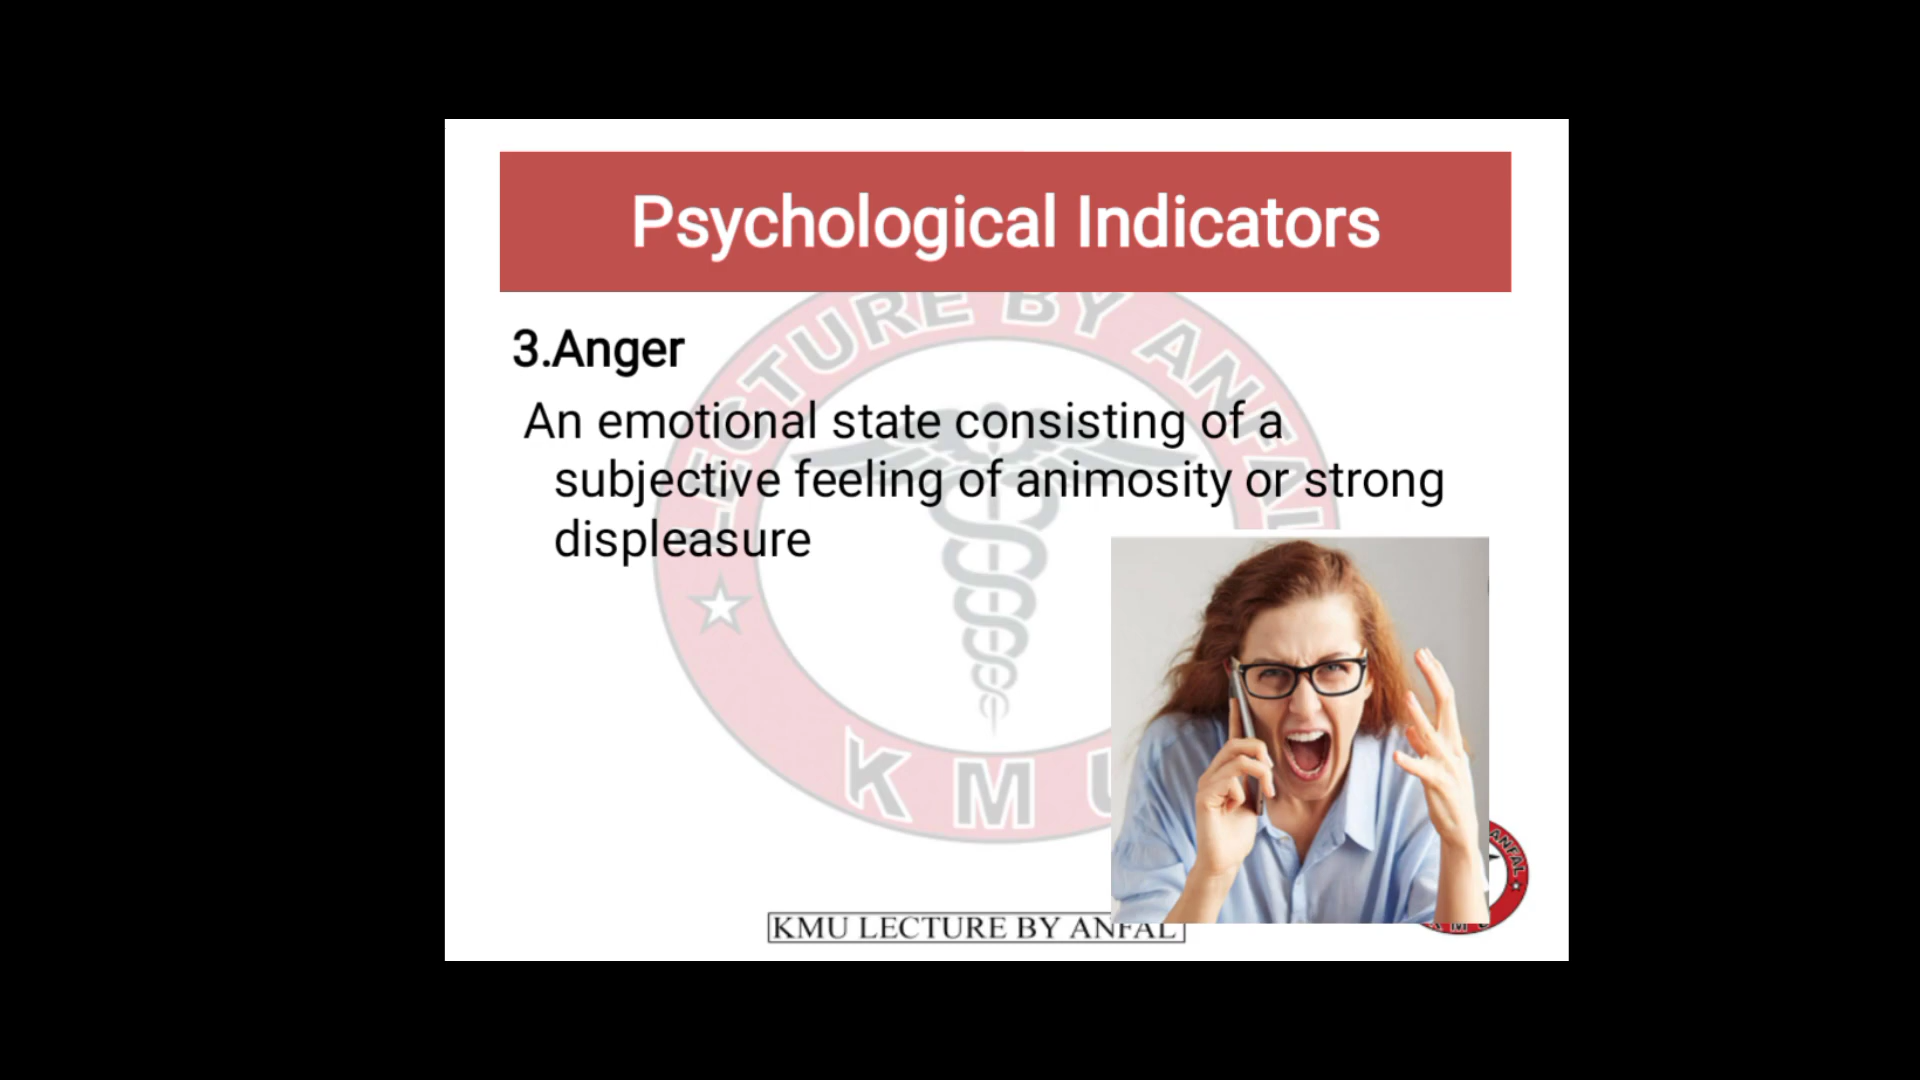 Psychological Indicators
3.Anger
An emotional state consisting of a
subjective feeling of animosity or strong
displeasure
LECTURE BY ANFAL
K M U
KMU LECTURE BY ANFAL
ANFAL
K M U